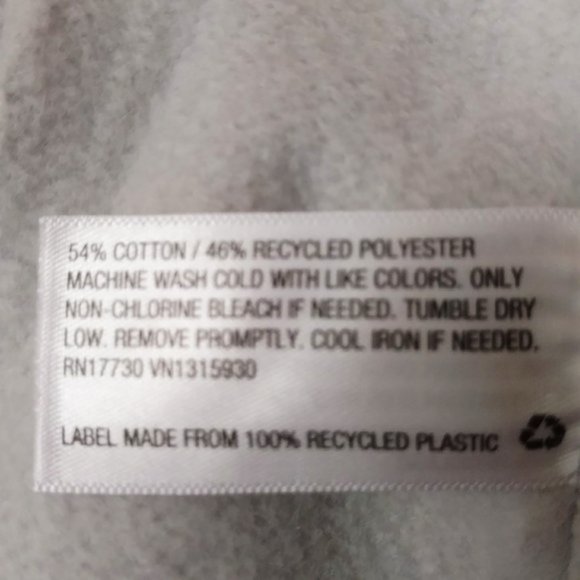 54% COTTON / 46% RECYCLED POLYESTER
MACHINE WASH COLD WITH LIKE COLORS. ONLY
NON-CHLORINE BLEACH IF NEEDED. TUMBLE DRY
LOW. REMOVE PROMPTLY. COOL IRON IF NEEDED.
RN17730 VN1315930
LABEL MADE FROM 100% RECYCLED PLASTIC